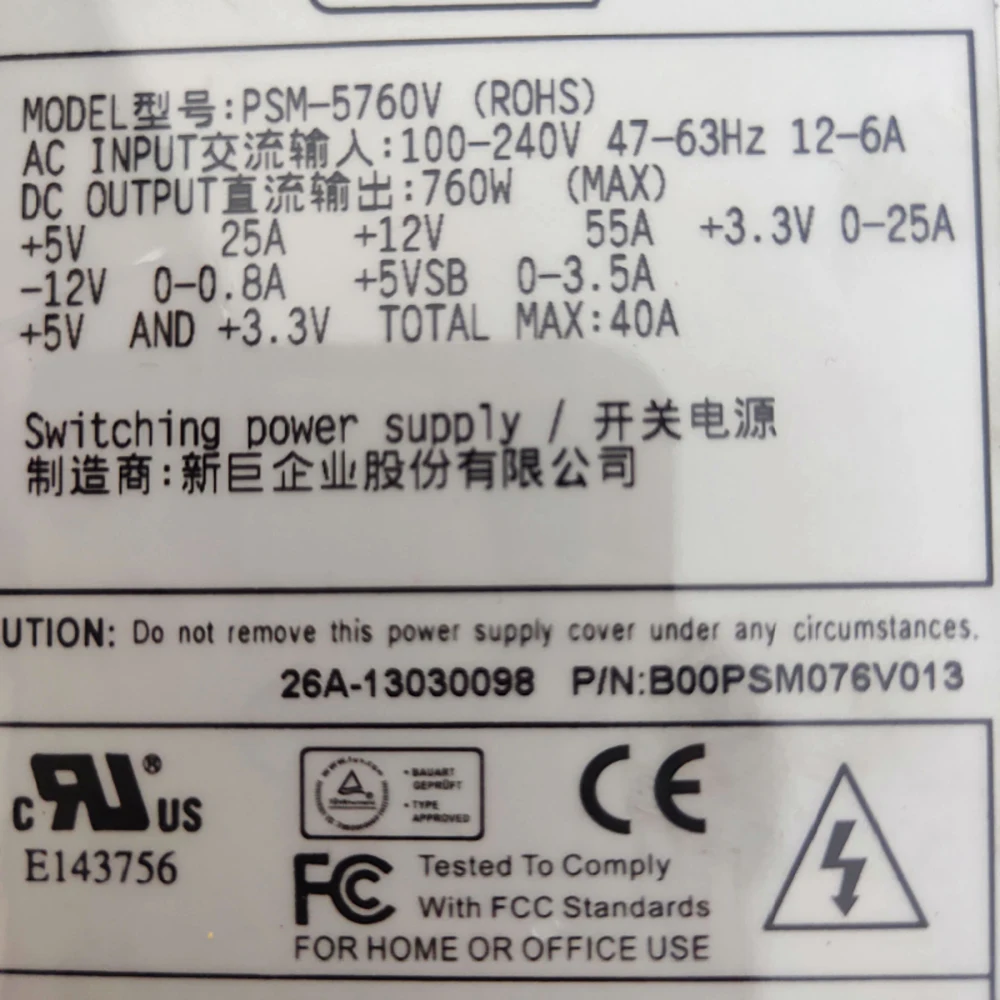 MODEL型号:PSM-5760V (ROHS)
AC INPUT交流输入:100-240V 47-63Hz 12-6A
DC OUTPUT直流输出:760W (MAX)
+5V 25A +12V 55A +3.3V 0-25A
-12V 0-0.8A +5VSB 0-3.5A
+5V AND +3.3V TOTAL MAX:40A
Switching power supply / 开关电源
制造商:新巨企业股份有限公司
UTION: Do not remove this power supply cover under any circumstances.
26A-13030098 P/N:B00PSM076V013
c RU ® US
E143756
• BAUART
GEPRÜFT
• TYPE
APPROVED
CE
FC Tested To Comply
With FCC Standards
FOR HOME OR OFFICE USE